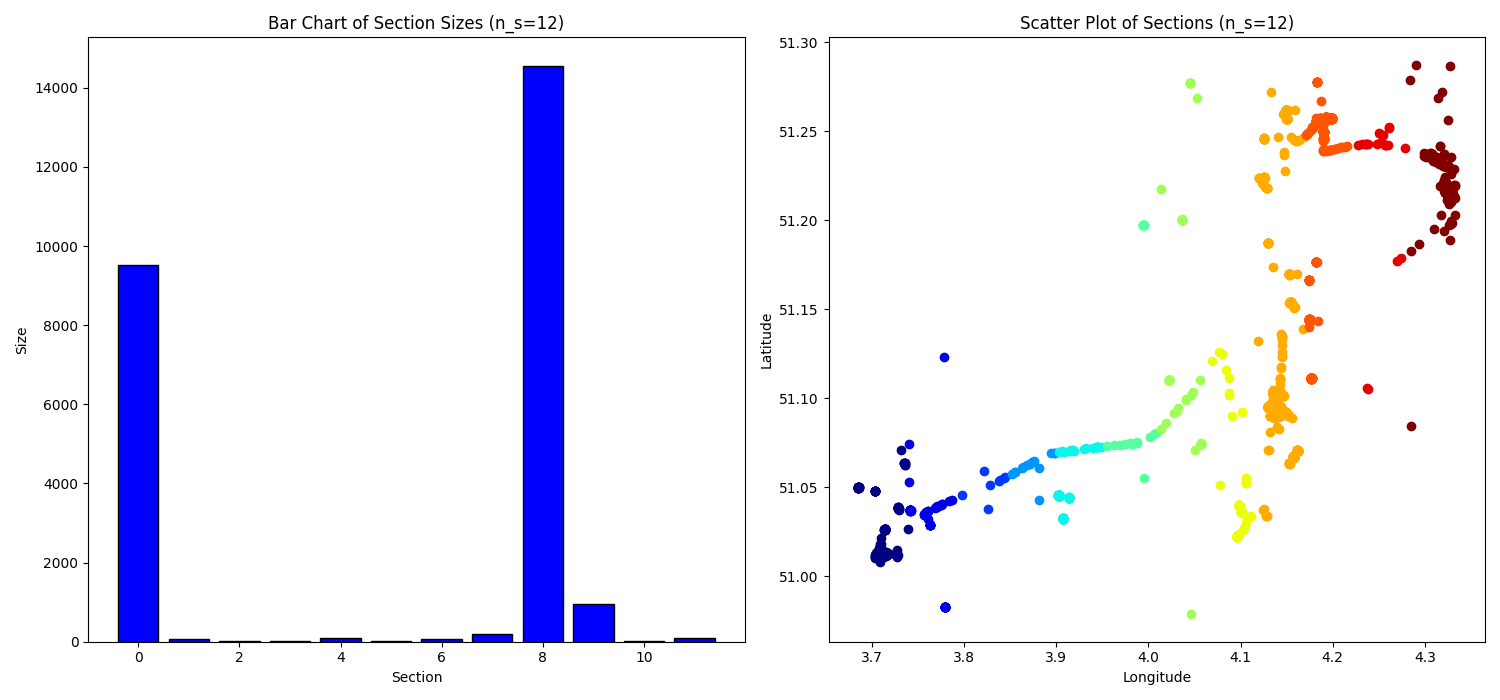 Bar Chart of Section Sizes (n_s=12)
Size
14000
12000
10000
8000
6000
4000
2000
0
0 2 4 6 8 10
Section
Scatter Plot of Sections (n_s=12)
Latitude
51.30
51.25
51.20
51.15
51.10
51.05
51.00
3.7 3.8 3.9 4.0 4.1 4.2 4.3
Longitude